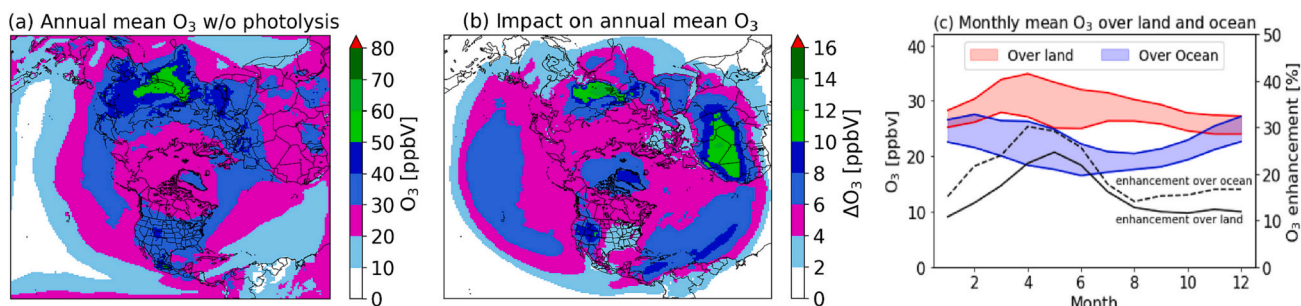 (a) Annual mean O₃ w/o photolysis
80
70
60
50
40
30
20
10
0
O₃ [ppbV]
(b) Impact on annual mean O₃
16
14
12
10
8
6
4
2
0
ΔO₃ [ppbV]
(c) Monthly mean O₃ over land and ocean
Over land
Over Ocean
enhancement over ocean
enhancement over land
40
30
20
10
0
O₃ [ppbV]
50
40
30
20
10
0
O₃ enhancement [%]
2 4 6 8 10 12
Month